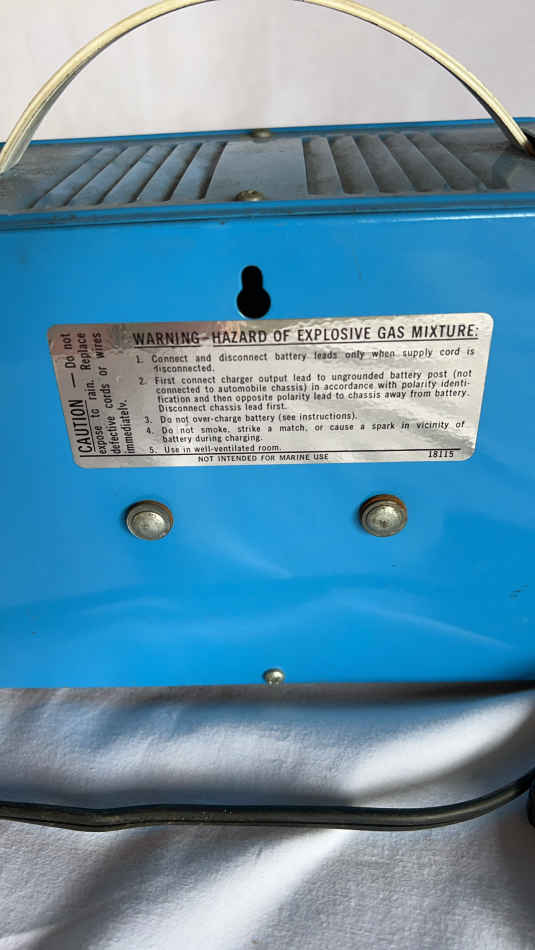 CAUTION — Do not
expose to rain. Replace
defective cords or wires
immediately.
WARNING-HAZARD OF EXPLOSIVE GAS MIXTURE:
1. Connect and disconnect battery leads only when supply cord is
disconnected.
2. First connect charger output lead to ungrounded battery post (not
connected to automobile chassis) in accordance with polarity identi-
fication and then opposite polarity lead to chassis away from battery.
Disconnect chassis lead first.
3. Do not over-charge battery (see instructions).
4. Do not smoke, strike a match, or cause a spark in vicinity of
battery during charging.
5. Use in well-ventilated room.
NOT INTENDED FOR MARINE USE 18115